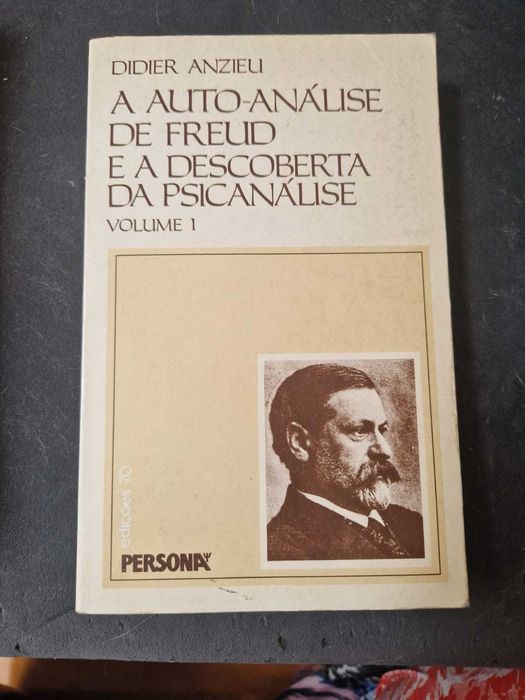 DIDIER ANZIEU
A AUTO-ANÁLISE
DE FREUD
E A DESCOBERTA
DA PSICANÁLISE
VOLUME 1
edições 70
PERSONA